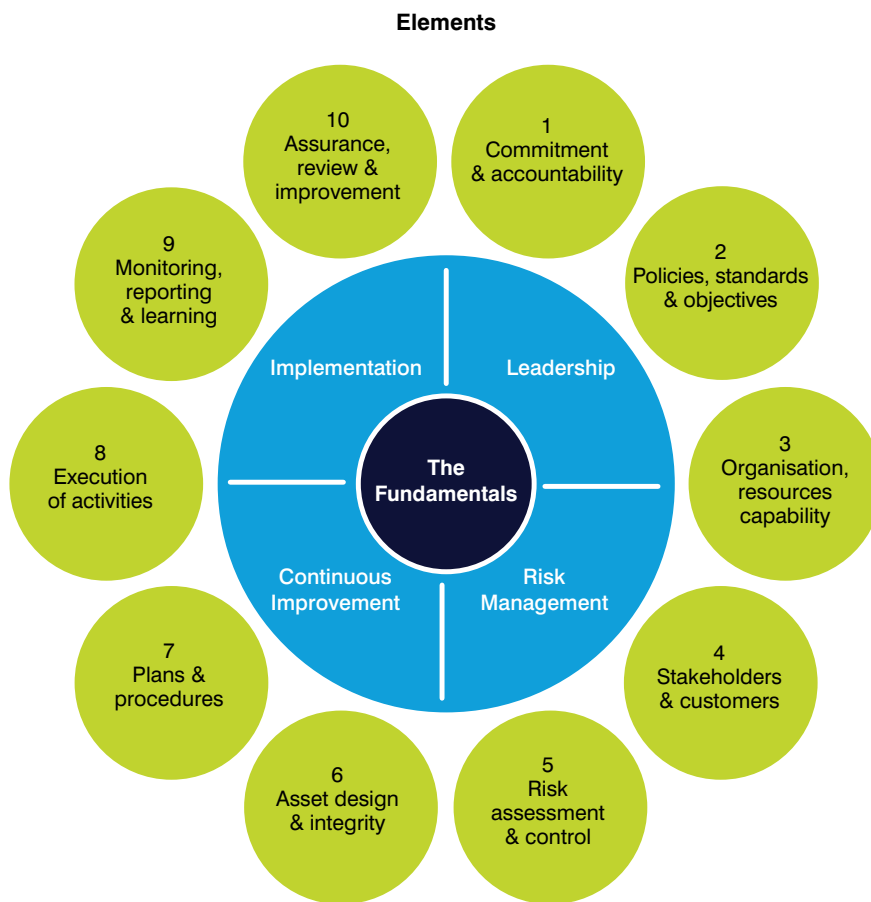 Elements
1
Commitment
& accountability
2
Policies, standards
& objectives
3
Organisation,
resources
capability
4
Stakeholders
& customers
5
Risk
assessment
& control
6
Asset design
& integrity
7
Plans &
procedures
8
Execution
of activities
9
Monitoring,
reporting
& learning
10
Assurance,
review &
improvement
The
Fundamentals
Leadership
Risk
Management
Continuous
Improvement
Implementation